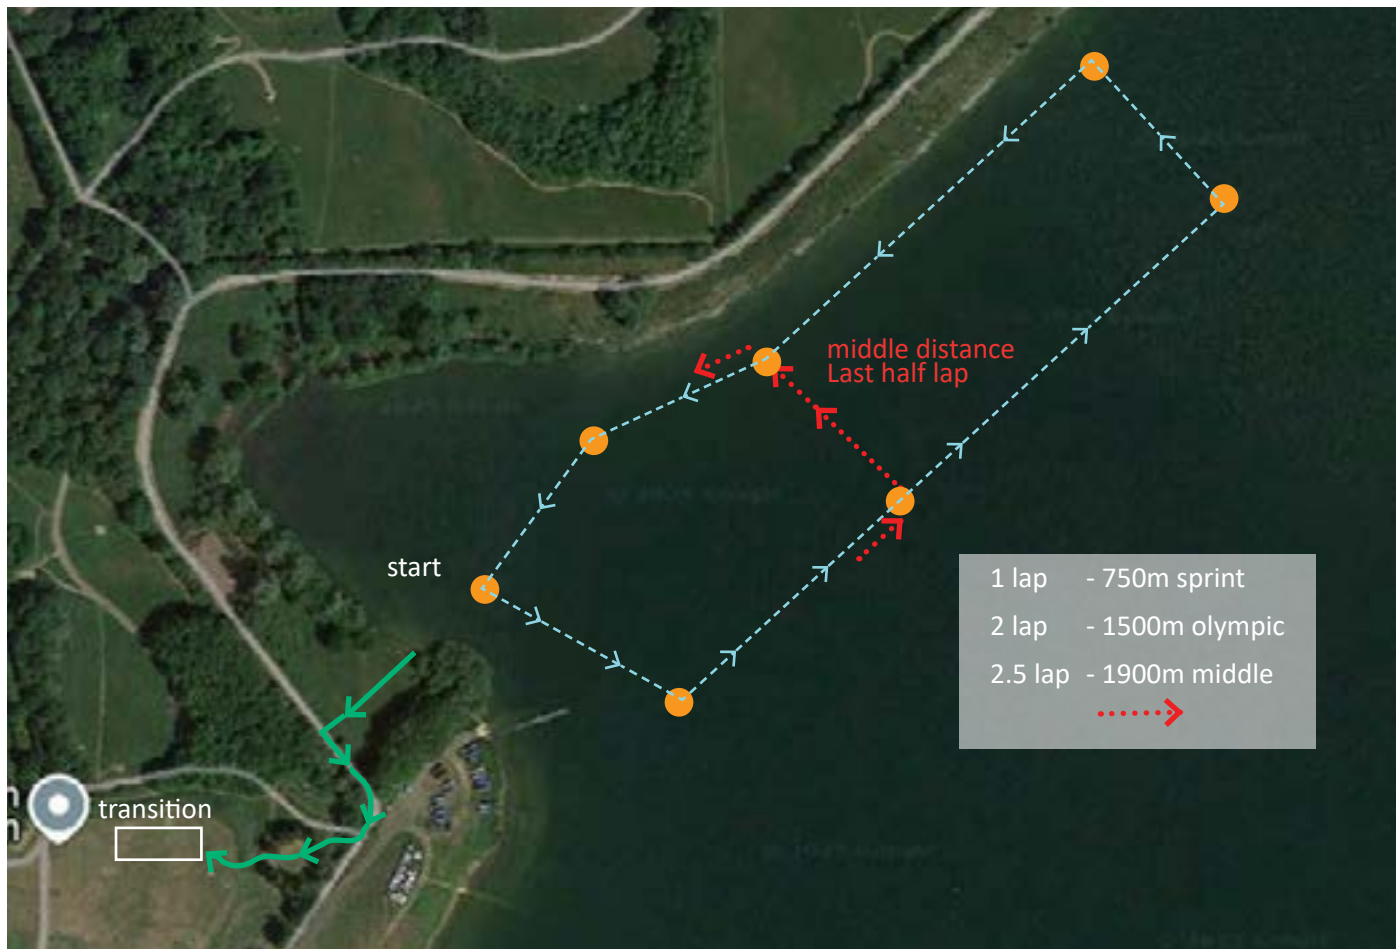 middle distance
Last half lap
start
1 lap - 750m sprint
2 lap - 1500m olympic
2.5 lap - 1900m middle
transition